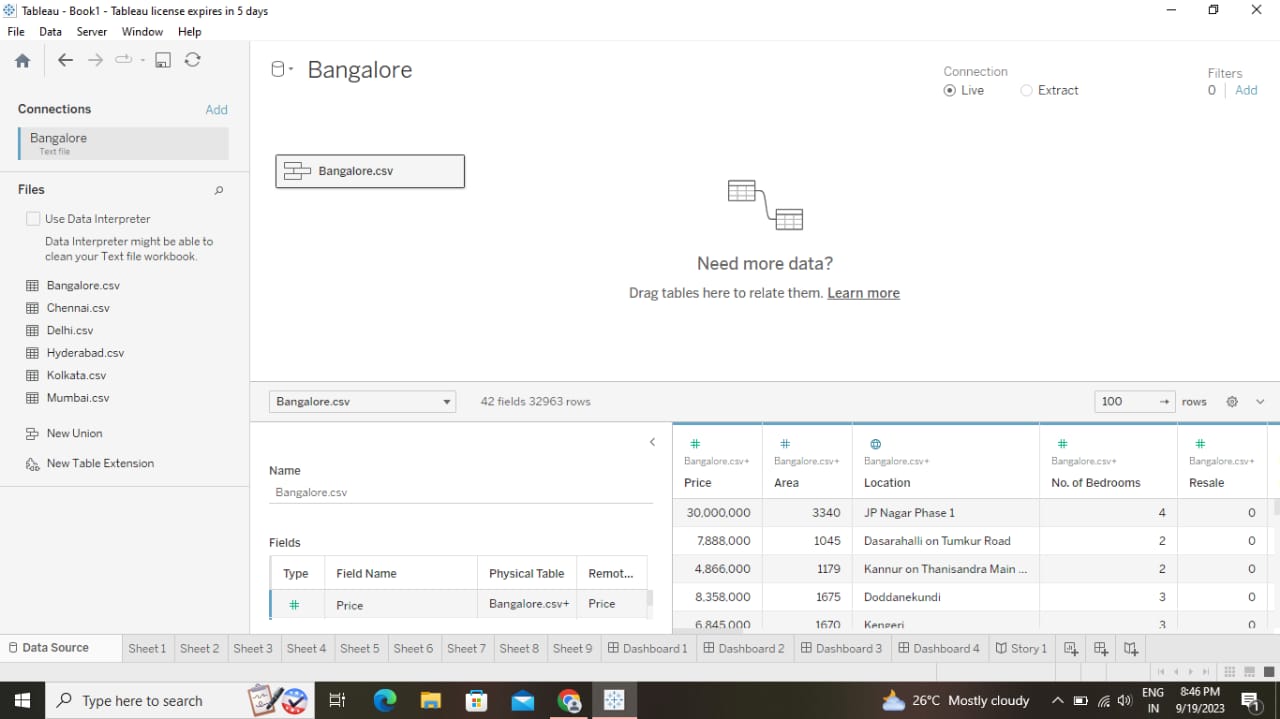 Tableau - Book1 - Tableau license expires in 5 days
File Data Server Window Help
Connections Add
Bangalore
Text file
Files
Use Data Interpreter
Data Interpreter might be able to
clean your Text file workbook.
Bangalore.csv
Chennai.csv
Delhi.csv
Hyderabad.csv
Kolkata.csv
Mumbai.csv
New Union
New Table Extension
Bangalore
Connection
Live Extract
Filters
0 Add
Bangalore.csv
Need more data?
Drag tables here to relate them. Learn more
Bangalore.csv 42 fields 32963 rows 100 rows
Name
Bangalore.csv
Fields
Type Field Name Physical Table Remot...
Price Bangalore.csv+ Price
Bangalore.csv+ Bangalore.csv+ Bangalore.csv+ Bangalore.csv+ Bangalore.csv+
Price Area Location No. of Bedrooms Resale
30,000,000 3340 JP Nagar Phase 1 4 0
7,888,000 1045 Dasarahalli on Tumkur Road 2 0
4,866,000 1179 Kannur on Thanisandra Main ... 2 0
8,358,000 1675 Doddanekundi 3 0
6,845,000 1670 Kengeri 3 0
Data Source Sheet 1 Sheet 2 Sheet 3 Sheet 4 Sheet 5 Sheet 6 Sheet 7 Sheet 8 Sheet 9 Dashboard 1 Dashboard 2 Dashboard 3 Dashboard 4 Story 1
Type here to search
26°C Mostly cloudy
ENG
IN
8:46 PM
9/19/2023
1